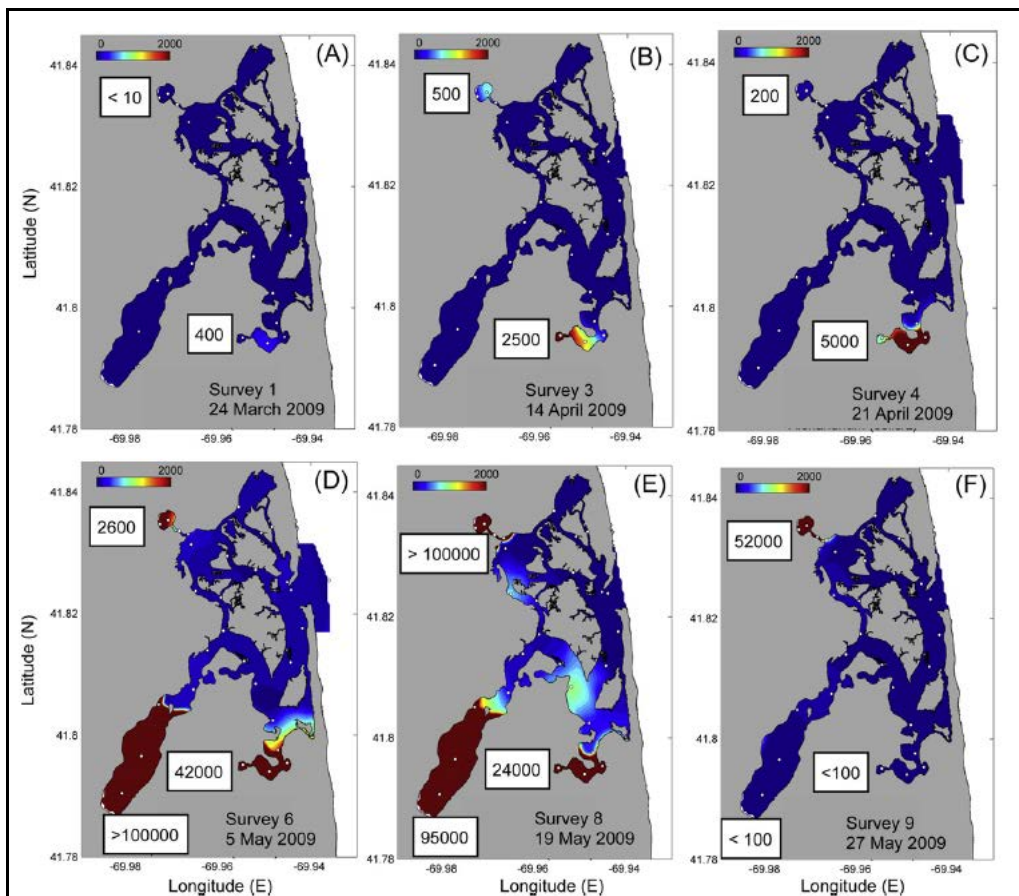 0 2000
(A)
< 10
400
Survey 1
24 March 2009
0 2000
(B)
500
2500
Survey 3
14 April 2009
0 2000
(C)
200
5000
Survey 4
21 April 2009
41.84
41.82
41.8
41.78
Latitude (N)
-69.98 -69.96 -69.94
41.84
41.82
41.8
41.78
-69.98 -69.96 -69.94
41.84
41.82
41.8
41.78
-69.98 -69.96 -69.94
0 2000
(D)
2600
42000
>100000
Survey 6
5 May 2009
0 2000
(E)
> 100000
24000
95000
Survey 8
19 May 2009
0 2000
(F)
52000
<100
< 100
Survey 9
27 May 2009
41.84
41.82
41.8
41.78
Latitude (N)
-69.98 -69.96 -69.94
Longitude (E)
41.84
41.82
41.8
41.78
-69.98 -69.96 -69.94
Longitude (E)
41.84
41.82
41.8
41.78
-69.98 -69.96 -69.94
Longitude (E)